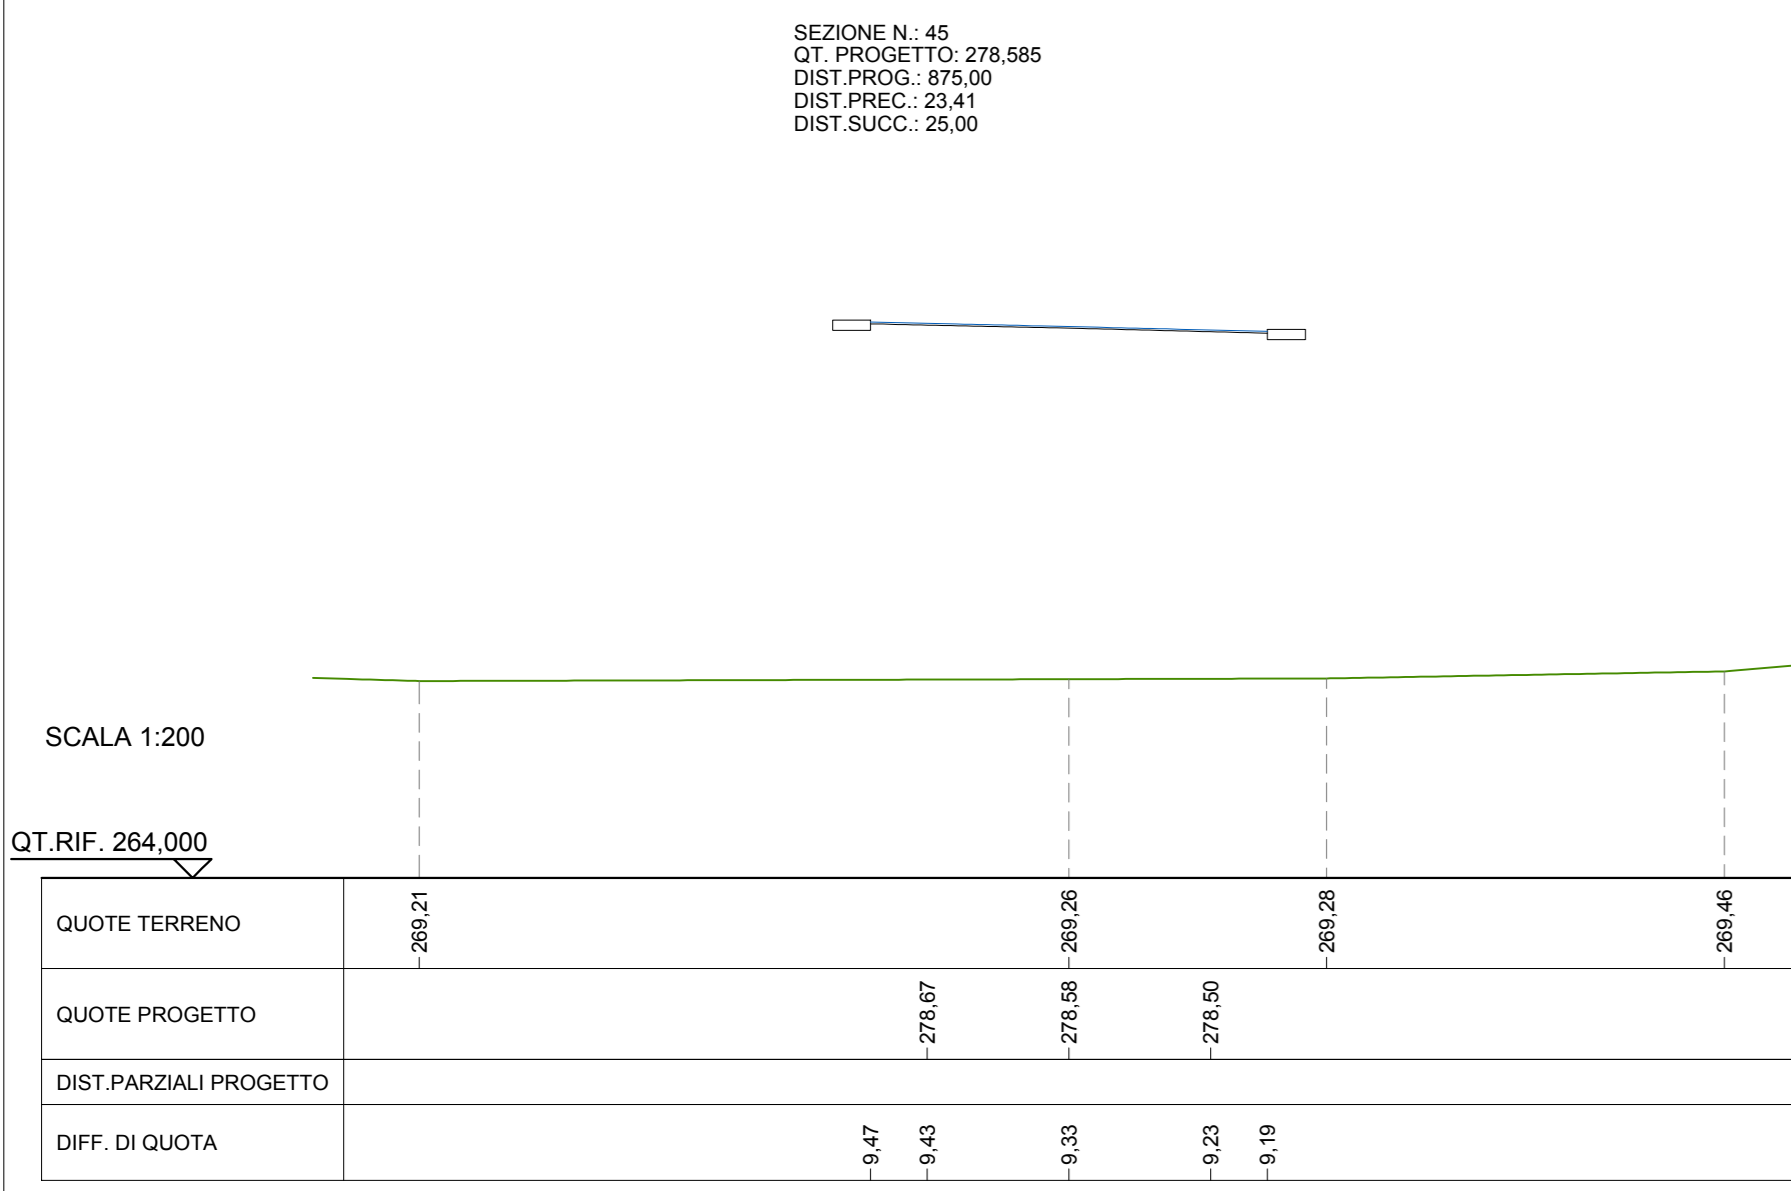 SEZIONE N.: 45
QT. PROGETTO: 278,585
DIST.PROG.: 875,00
DIST.PREC.: 23,41
DIST.SUCC.: 25,00
SCALA 1:200
QT.RIF. 264,000
QUOTE TERRENO 269,21 269,26 269,28 269,46
QUOTE PROGETTO 278,67 278,58 278,50
DIST.PARZIALI PROGETTO
DIFF. DI QUOTA 9,47 9,43 9,33 9,23 9,19